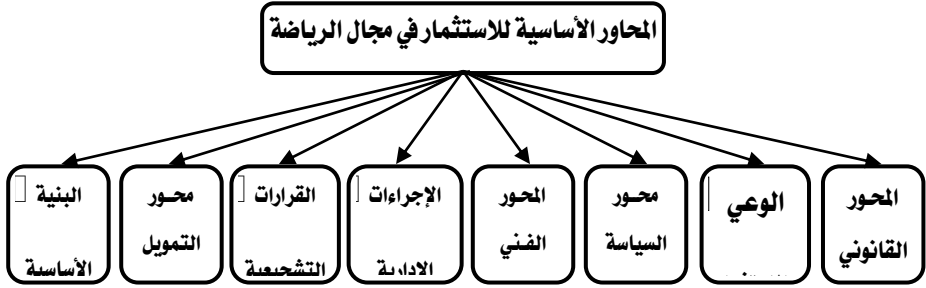 المحاور الأساسية للاستثمار في مجال الرياضة
المحور
القانوني
الوعي
محور
السياسة
المحور
الفني
الإجراءات
الادارية
القرارات
التشجيعية
محور
التمويل
البنية
الأساسية